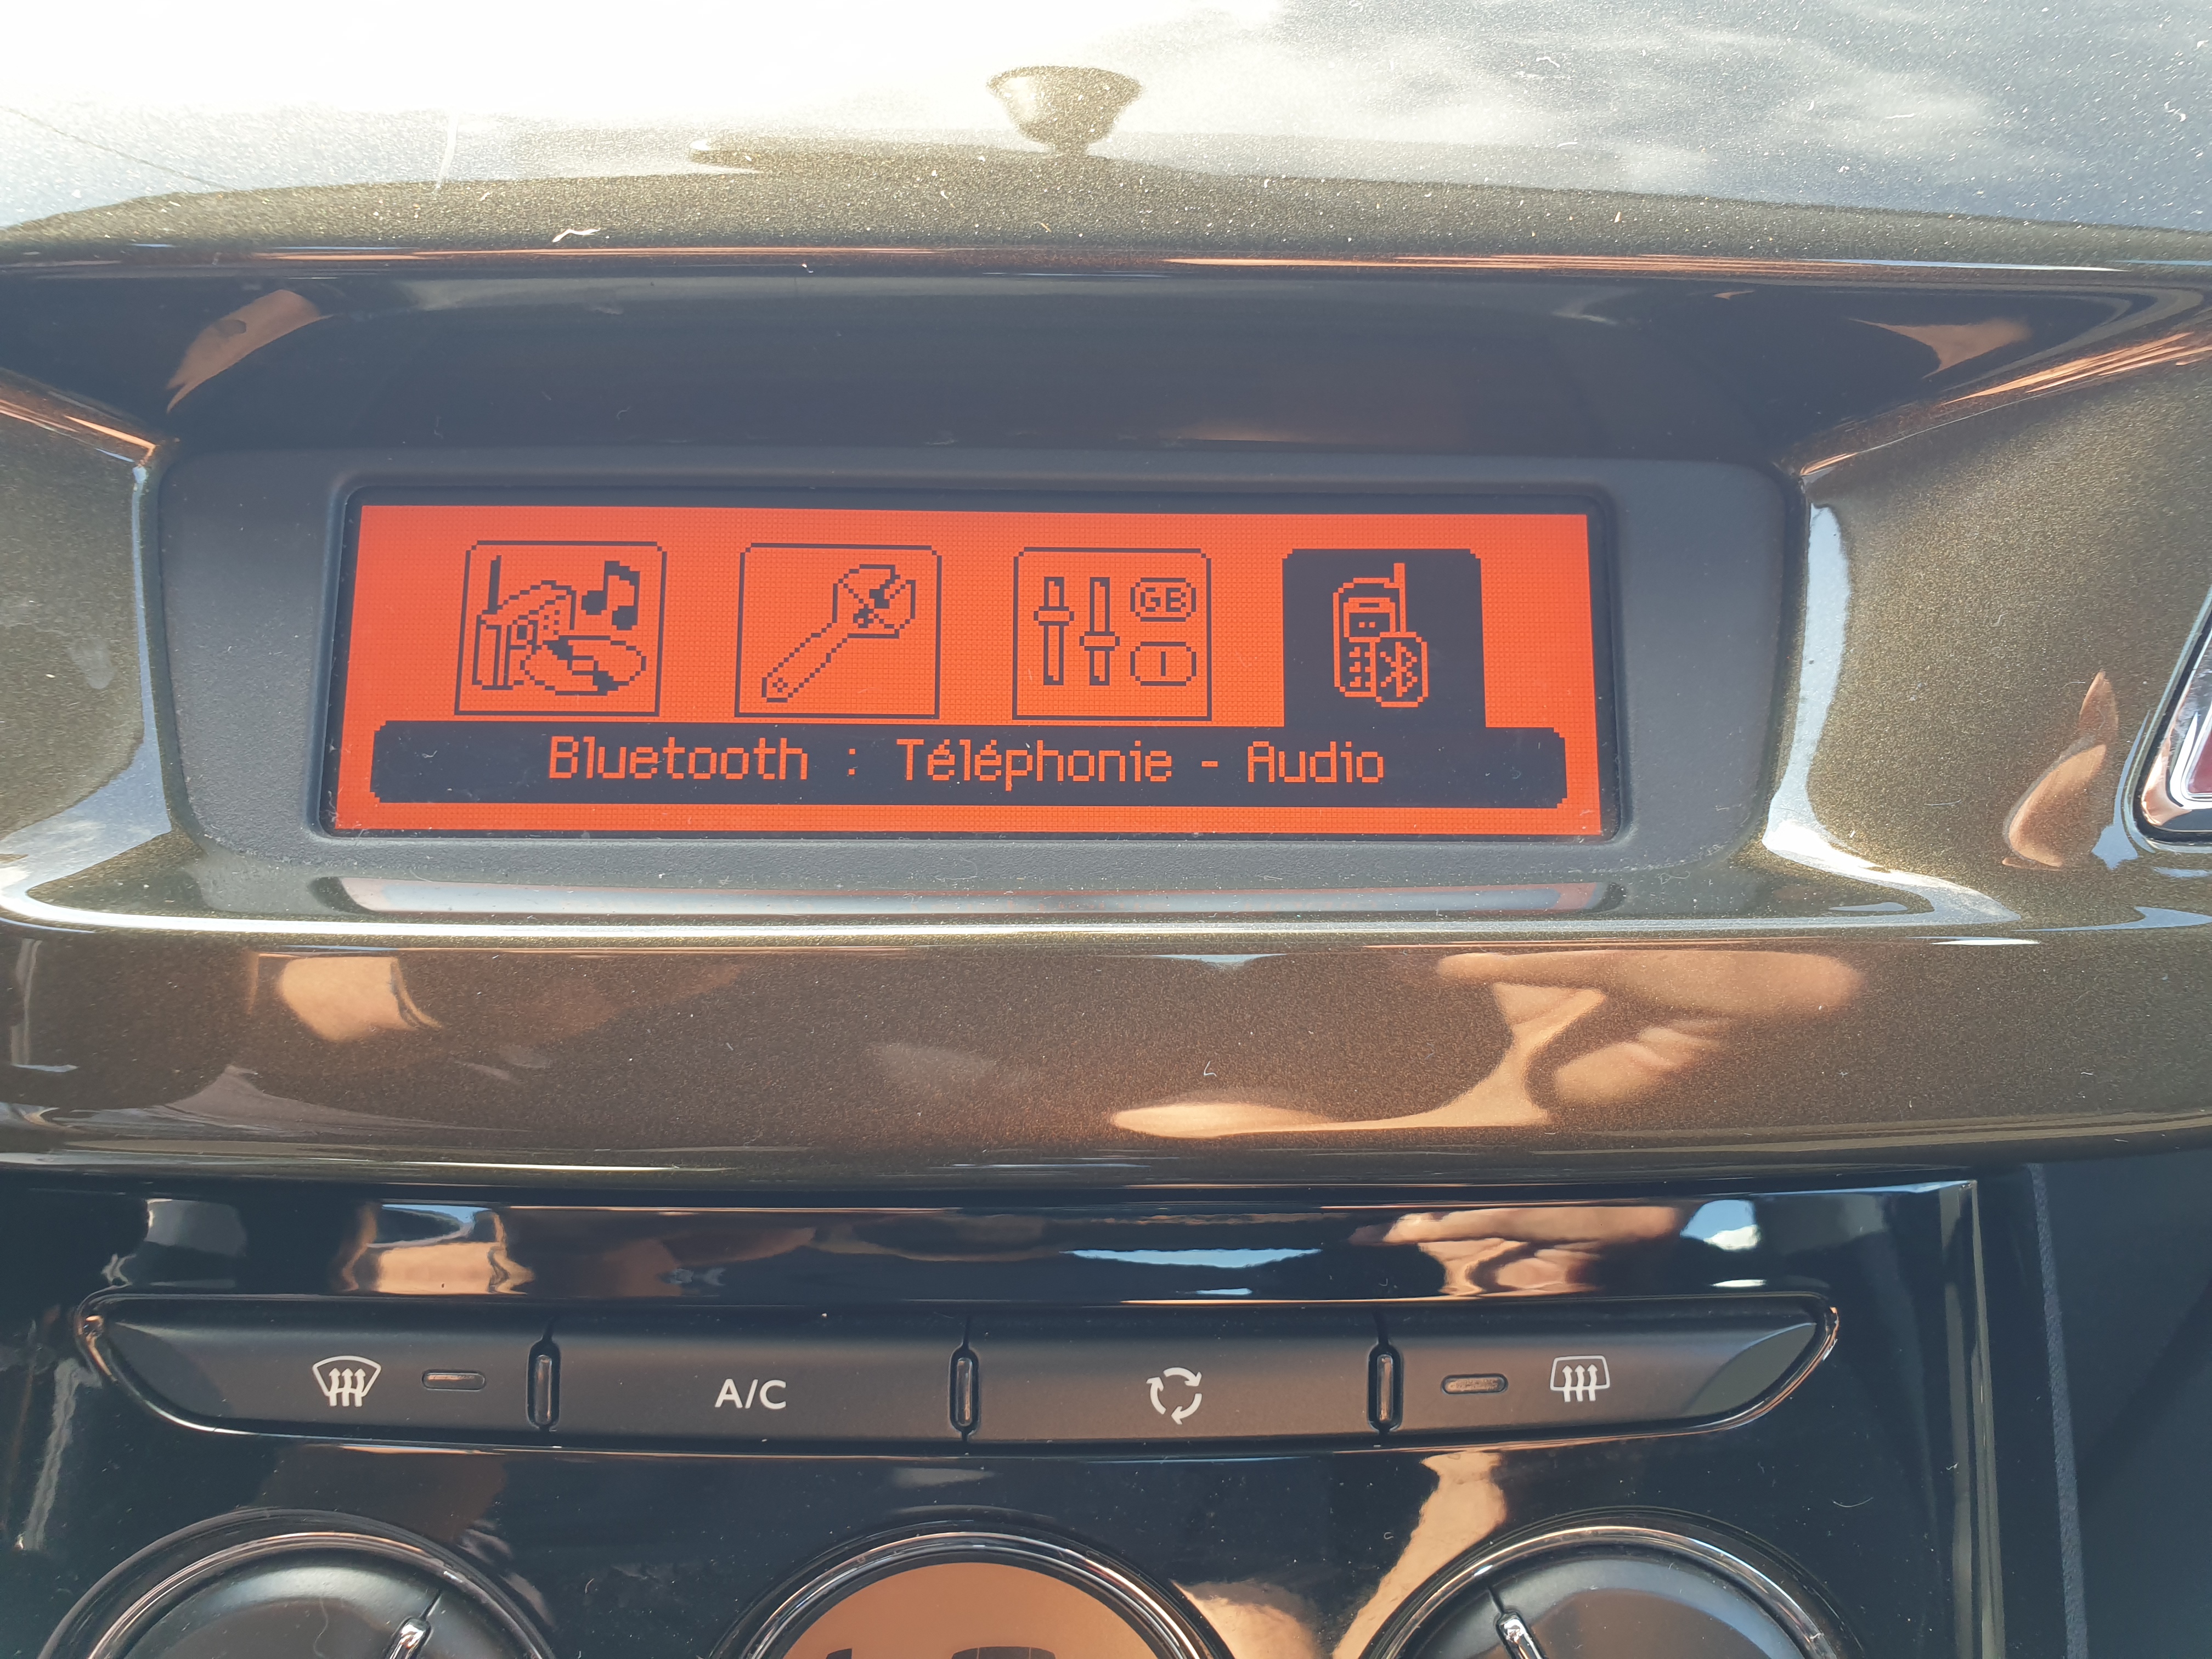 GB
I
Bluetooth : Téléphonie - Audio
A/C